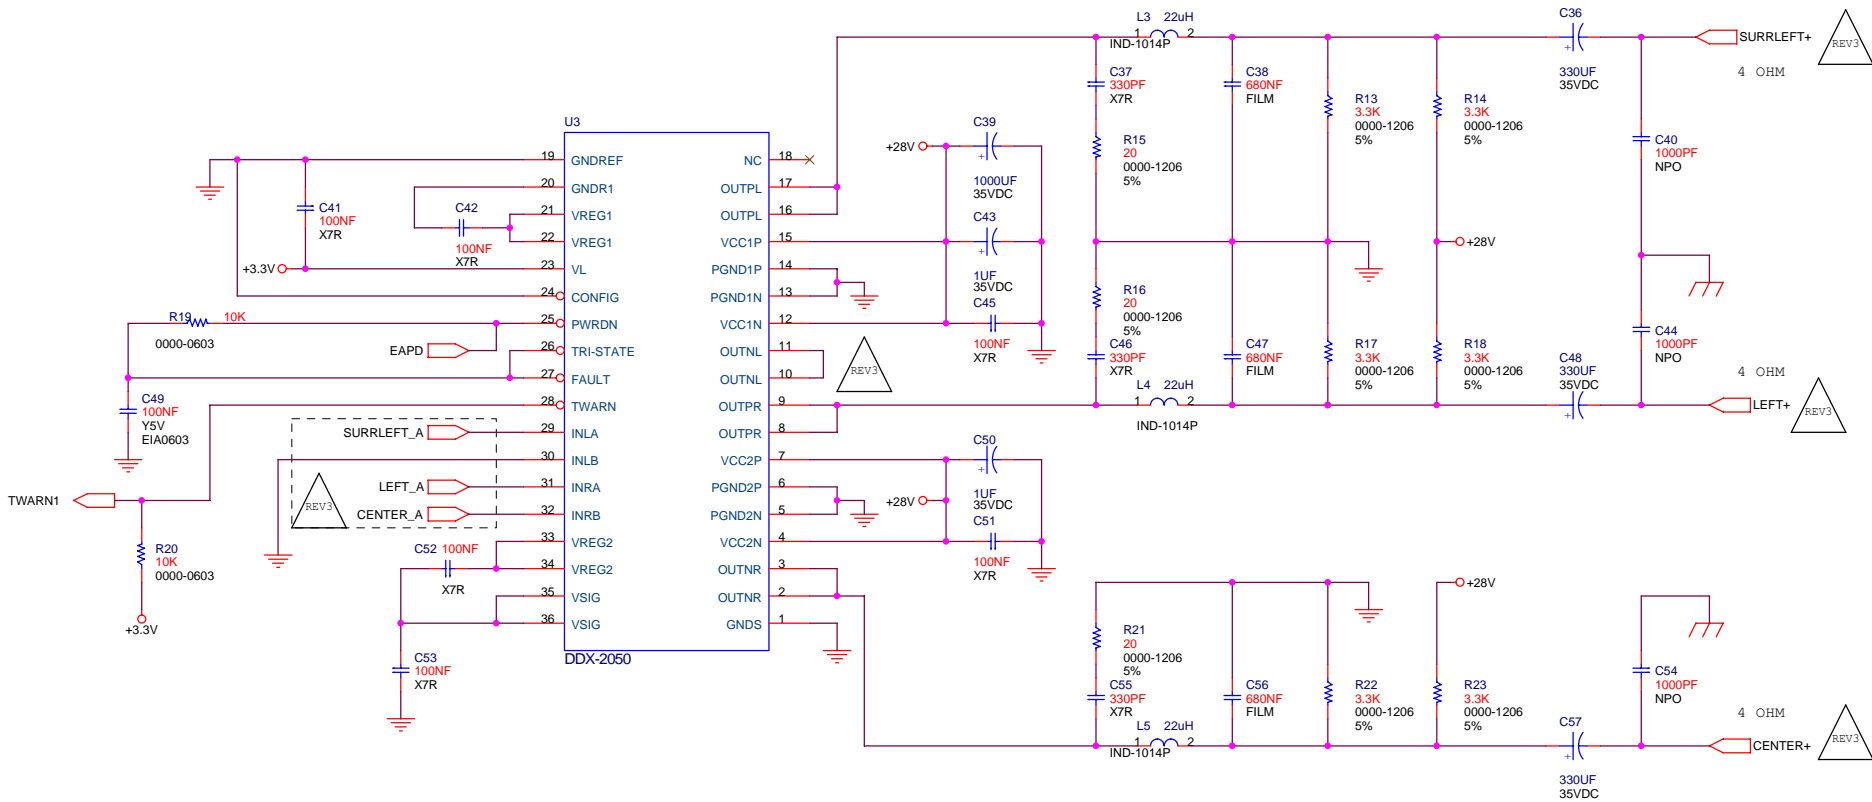 U3
DDX-2050
19 GNDREF
20 GNDR1
21 VREG1
22 VREG1
23 VL
24 CONFIG
25 PWRDN
26 TRI-STATE
27 FAULT
28 TWARN
29 INLA
30 INLB
31 INRA
32 INRB
33 VREG2
34 VREG2
35 VSIG
36 VSIG
NC 18
OUTPL 17
OUTPL 16
VCC1P 15
PGND1P 14
PGND1N 13
VCC1N 12
OUTNL 11
OUTNL 10
OUTPR 9
OUTPR 8
VCC2P 7
PGND2P 6
PGND2N 5
VCC2N 4
OUTNR 3
OUTNR 2
GNDS 1
C41
100NF
X7R
C42
100NF
X7R
+3.3V
R19
10K
0000-0603
EAPD
C49
100NF
Y5V
EIA0603
SURRLEFT_A
LEFT_A
CENTER_A
REV3
TWARN1
R20
10K
0000-0603
+3.3V
C52 100NF
X7R
C53
100NF
X7R
+28V
C39
1000UF
35VDC
C43
1UF
35VDC
C45
100NF
X7R
REV3
C50
1UF
35VDC
+28V
C51
100NF
X7R
L3 22uH
1 2
IND-1014P
C37
330PF
X7R
R15
20
0000-1206
5%
C38
680NF
FILM
R13
3.3K
0000-1206
5%
R14
3.3K
0000-1206
5%
C36
330UF
35VDC
SURRLEFT+
REV3
4 OHM
C40
1000PF
NPO
+28V
R16
20
0000-1206
5%
C46
330PF
X7R
C47
680NF
FILM
R17
3.3K
0000-1206
5%
R18
3.3K
0000-1206
5%
C44
1000PF
NPO
C48
330UF
35VDC
L4 22uH
1 2
IND-1014P
4 OHM
LEFT+
REV3
+28V
R21
20
0000-1206
5%
C55
330PF
X7R
C56
680NF
FILM
R22
3.3K
0000-1206
5%
R23
3.3K
0000-1206
5%
C54
1000PF
NPO
L5 22uH
1 2
IND-1014P
C57
330UF
35VDC
4 OHM
CENTER+
REV3